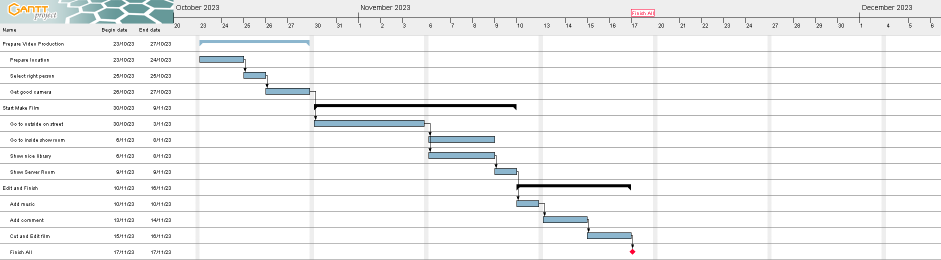 GANTT project
October 2023 November 2023 December 2023
Finish All
20 23 24 25 26 27 30 31 1 2 3 6 7 8 9 10 13 14 15 16 17 20 21 22 23 24 27 28 29 30 1 4 5 6
Name Begin date End date
Prepare Video Production 23/10/23 27/10/23
Prepare location 23/10/23 24/10/23
Select right person 25/10/23 25/10/23
Get good camera 26/10/23 27/10/23
Start Make Film 30/10/23 9/11/23
Go to outside on street 30/10/23 3/11/23
Go to inside show room 6/11/23 8/11/23
Show nice library 6/11/23 8/11/23
Show Server Room 9/11/23 9/11/23
Edit and Finish 10/11/23 16/11/23
Add music 10/11/23 10/11/23
Add comment 13/11/23 14/11/23
Cut and Edit film 15/11/23 16/11/23
Finish All 17/11/23 17/11/23